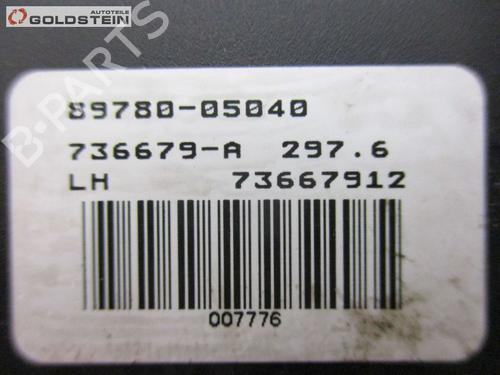 Autoteile
GOLDSTEIN
B-PARTS
89780-05040
736679-A 297.6
LH 73667912
007776